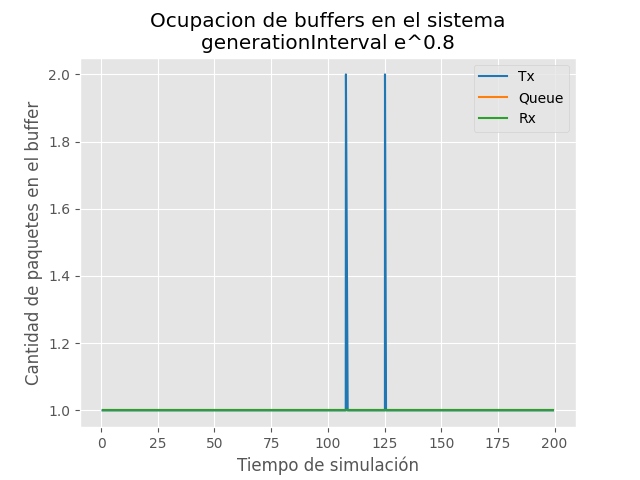 Ocupacion de buffers en el sistema
generationInterval e^0.8
Tx
Queue
Rx
Cantidad de paquetes en el buffer
2.0
1.8
1.6
1.4
1.2
1.0
0 25 50 75 100 125 150 175 200
Tiempo de simulación